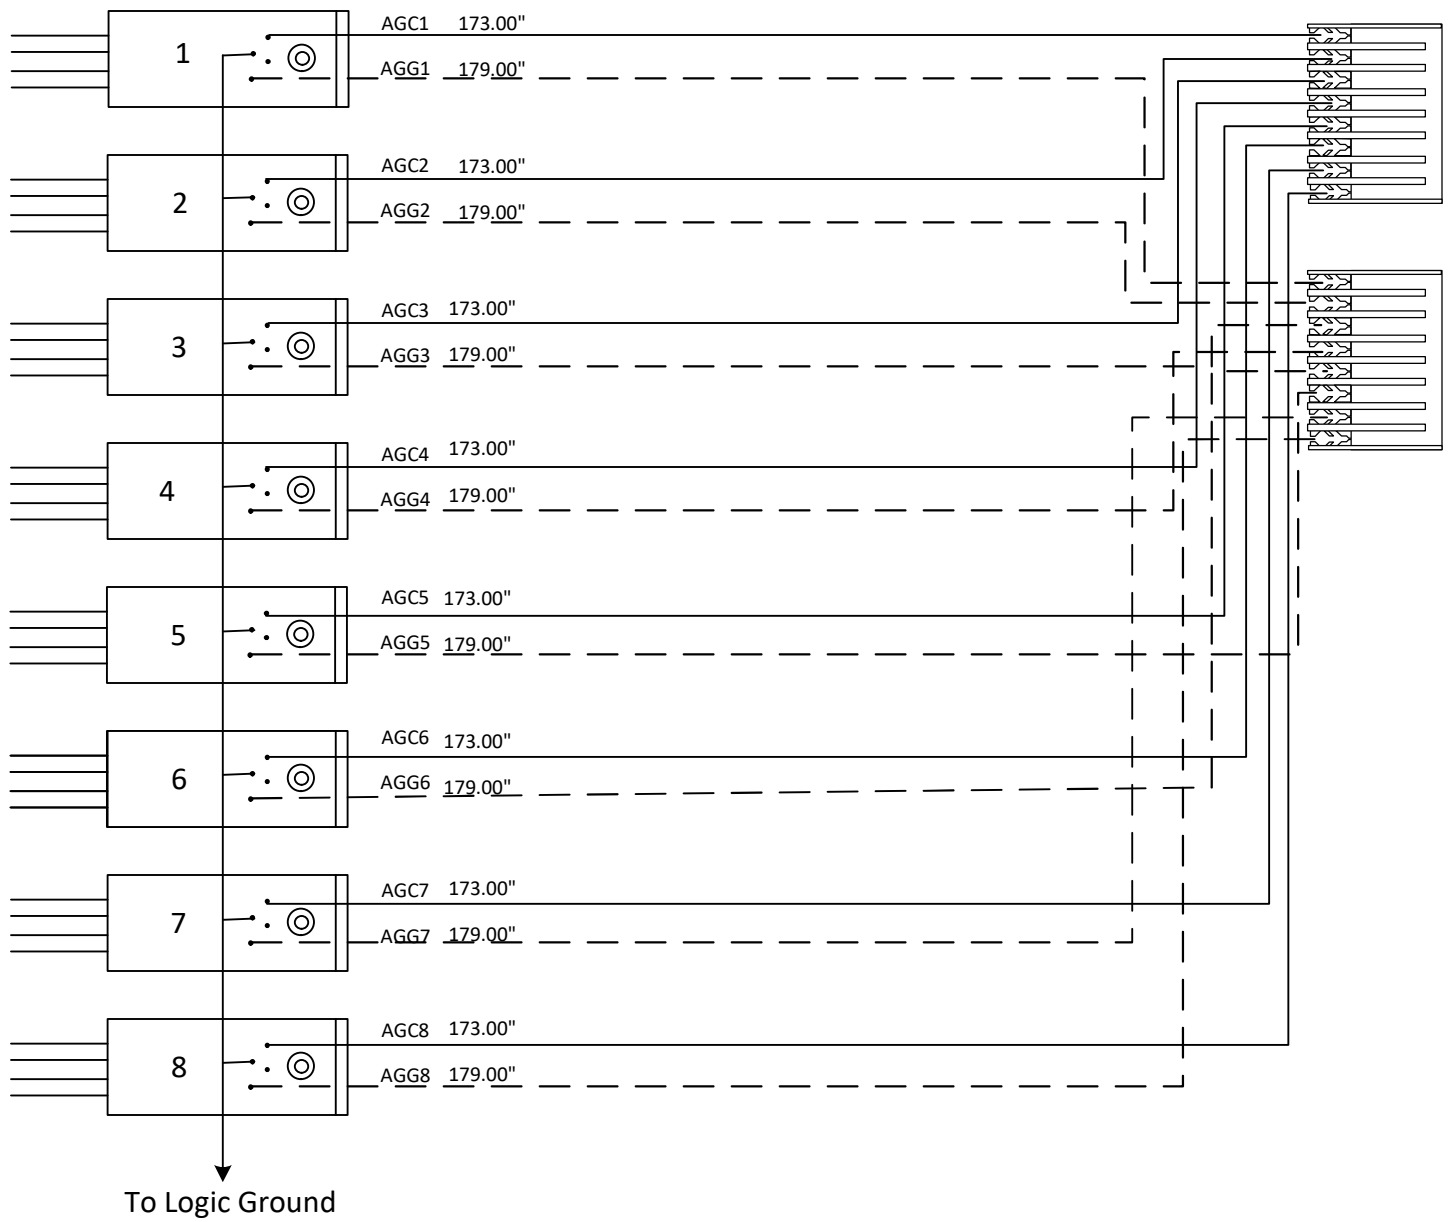 AGC1 173.00"
1
AGG1 179.00"
AGC2 173.00"
2
AGG2 179.00"
AGC3 173.00"
3
AGG3 179.00"
AGC4 173.00"
4
AGG4 179.00"
AGC5 173.00"
5
AGG5 179.00"
AGC6 173.00"
6
AGG6 179.00"
AGC7 173.00"
7
AGG7 179.00"
AGC8 173.00"
8
AGG8 179.00"
To Logic Ground